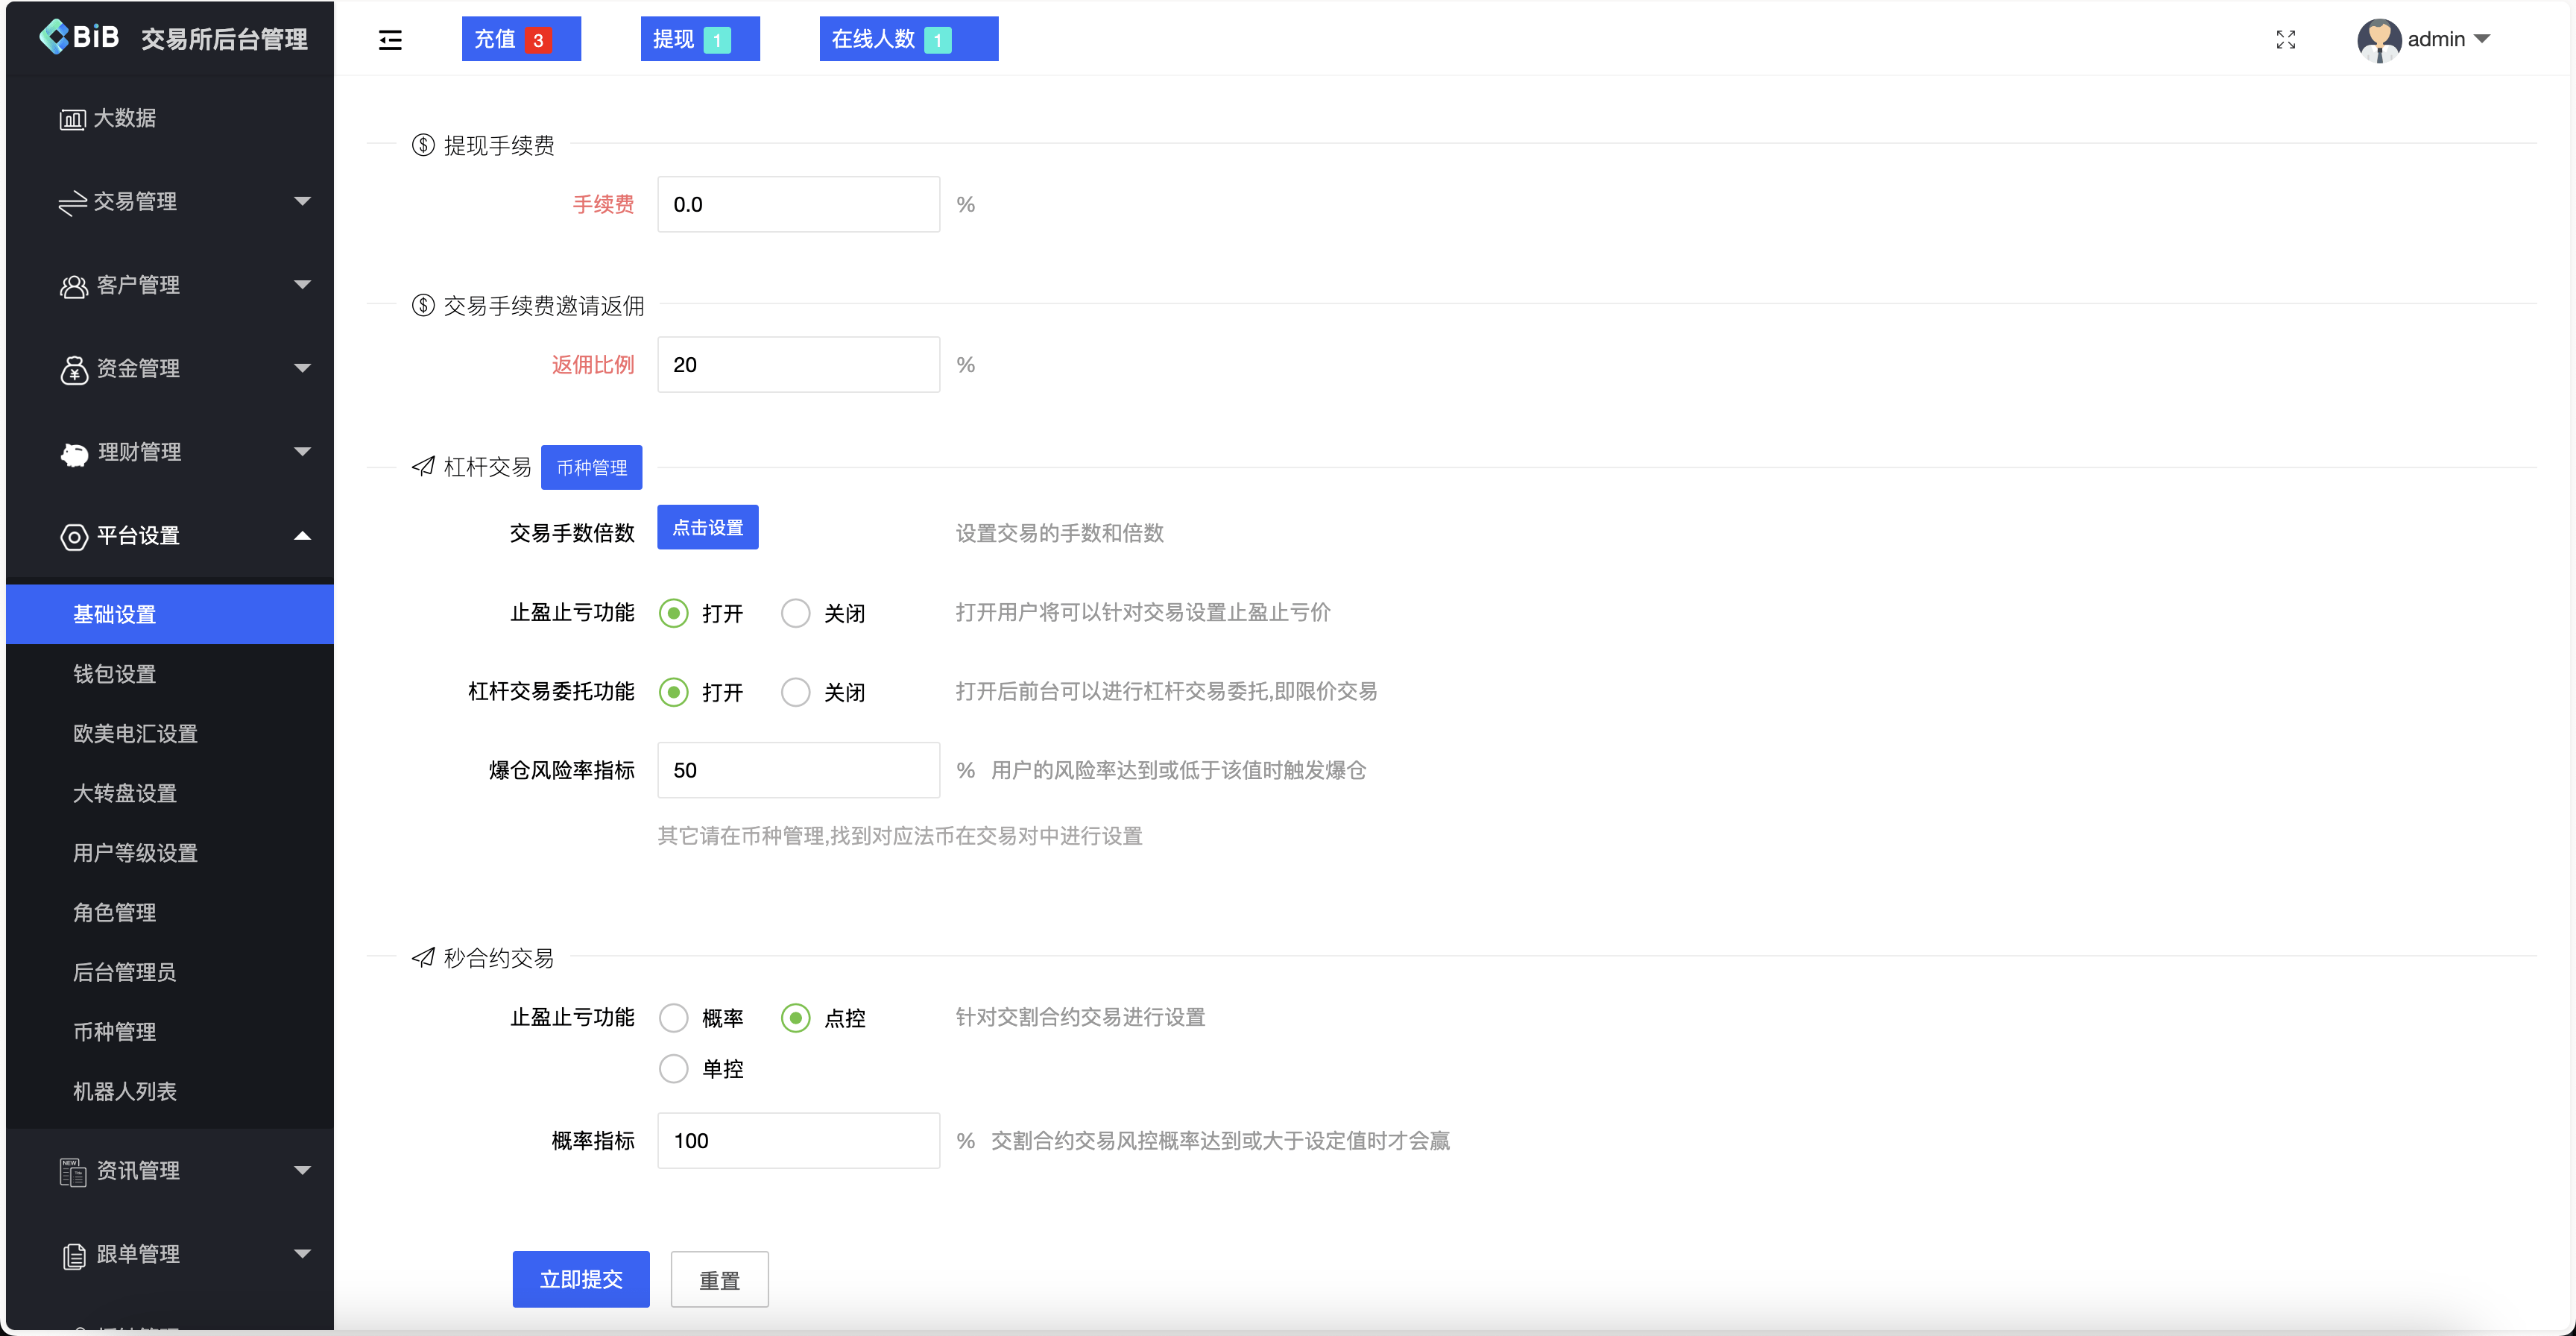 BiB 交易所后台管理
充值 3
提现 1
在线人数 1
admin
大数据
交易管理
客户管理
资金管理
理财管理
平台设置
基础设置
钱包设置
欧美电汇设置
大转盘设置
用户等级设置
角色管理
后台管理员
币种管理
机器人列表
资讯管理
跟单管理
提现手续费
手续费 0.0 %
交易手续费邀请返佣
返佣比例 20 %
杠杆交易 币种管理
交易手数倍数 点击设置 设置交易的手数和倍数
止盈止亏功能 打开 关闭 打开用户将可以针对交易设置止盈止亏价
杠杆交易委托功能 打开 关闭 打开后前台可以进行杠杆交易委托,即限价交易
爆仓风险率指标 50 % 用户的风险率达到或低于该值时触发爆仓
其它请在币种管理,找到对应法币在交易对中进行设置
秒合约交易
止盈止亏功能 概率 点控 针对交割合约交易进行设置
单控
概率指标 100 % 交割合约交易风控概率达到或大于设定值时才会赢
立即提交 重置